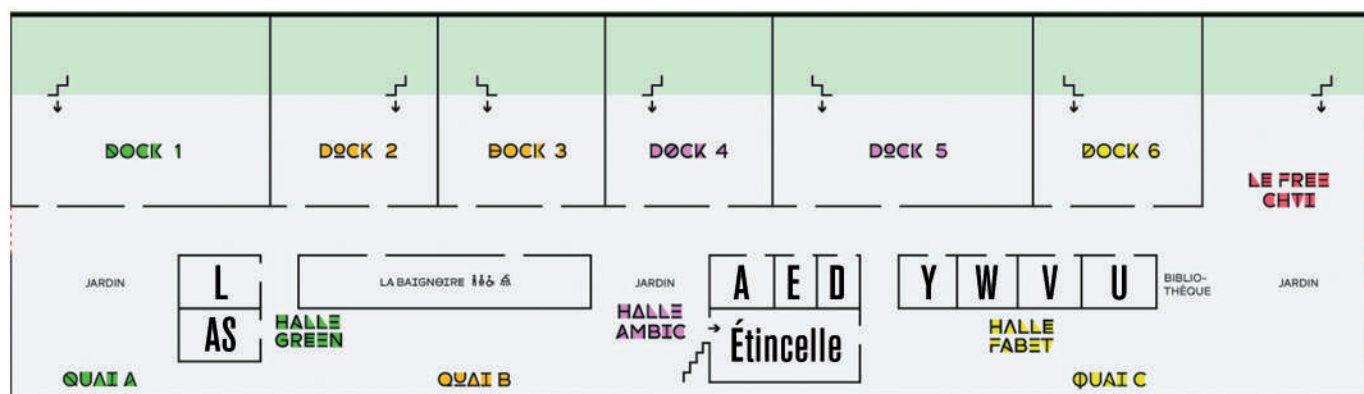 DOCK 1
DOCK 2
DOCK 3
DOCK 4
DOCK 5
DOCK 6
LE FREE
CHTI
JARDIN
L
AS
HALLE
GREEN
LA BAIGNOIRE
JARDIN
HALLE
AMBIC
A
E
D
Étincelle
Y
W
V
U
HALLE
FABET
BIBLIO-
THÈQUE
JARDIN
QUAI A
QUAI B
QUAI C